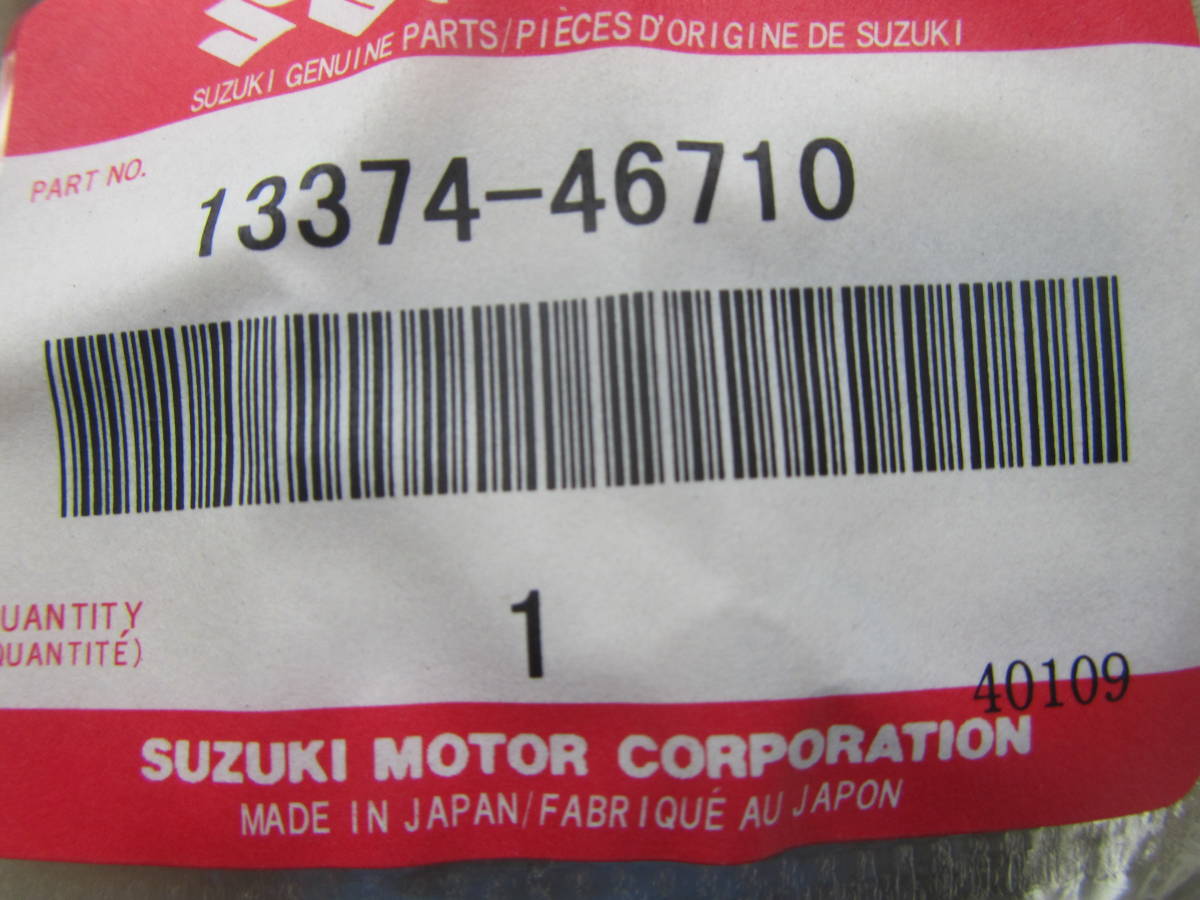 SUZUKI GENUINE PARTS/PIÈCES D'ORIGINE DE SUZUKI
PART NO.
13374-46710
UANTITY
1
QUANTITÉ)
40109
SUZUKI MOTOR CORPORATION
MADE IN JAPAN/FABRIQUÉ AU JAPON